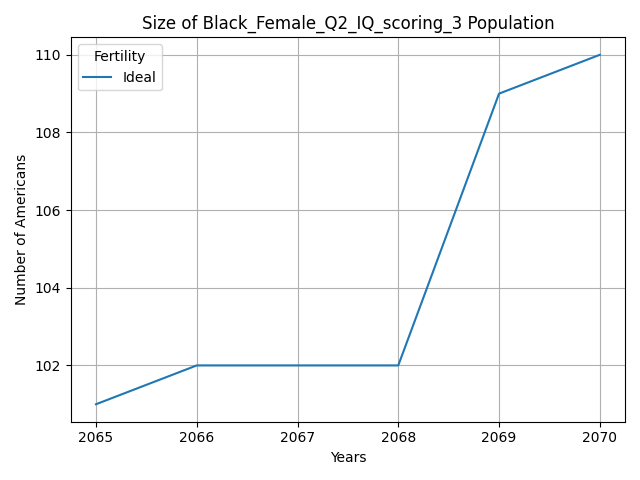 Size of Black_Female_Q2_IQ_scoring_3 Population
Fertility
Ideal
Number of Americans
110
108
106
104
102
2065 2066 2067 2068 2069 2070
Years